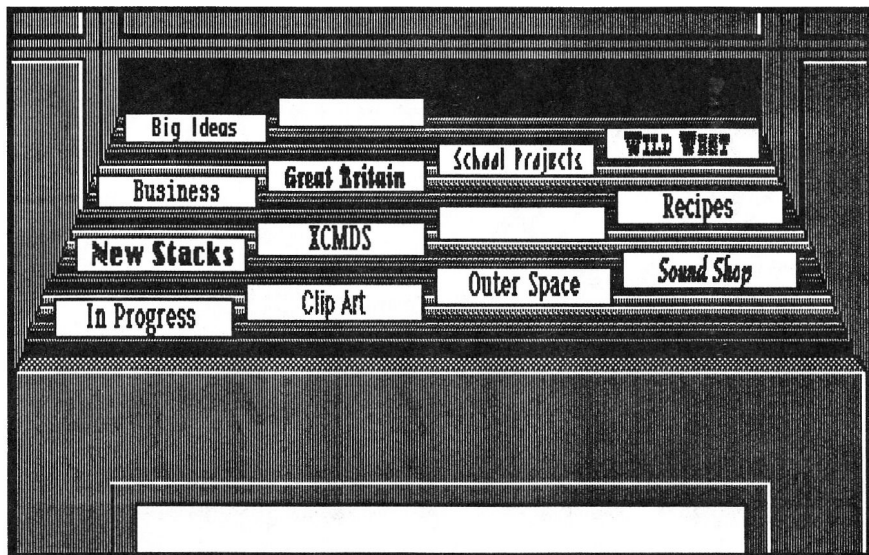 Big Ideas
WILD WEST
School Projects
Great Britain
Business
Recipes
XCMDS
New Stacks
Sound Shop
Outer Space
Clip Art
In Progress